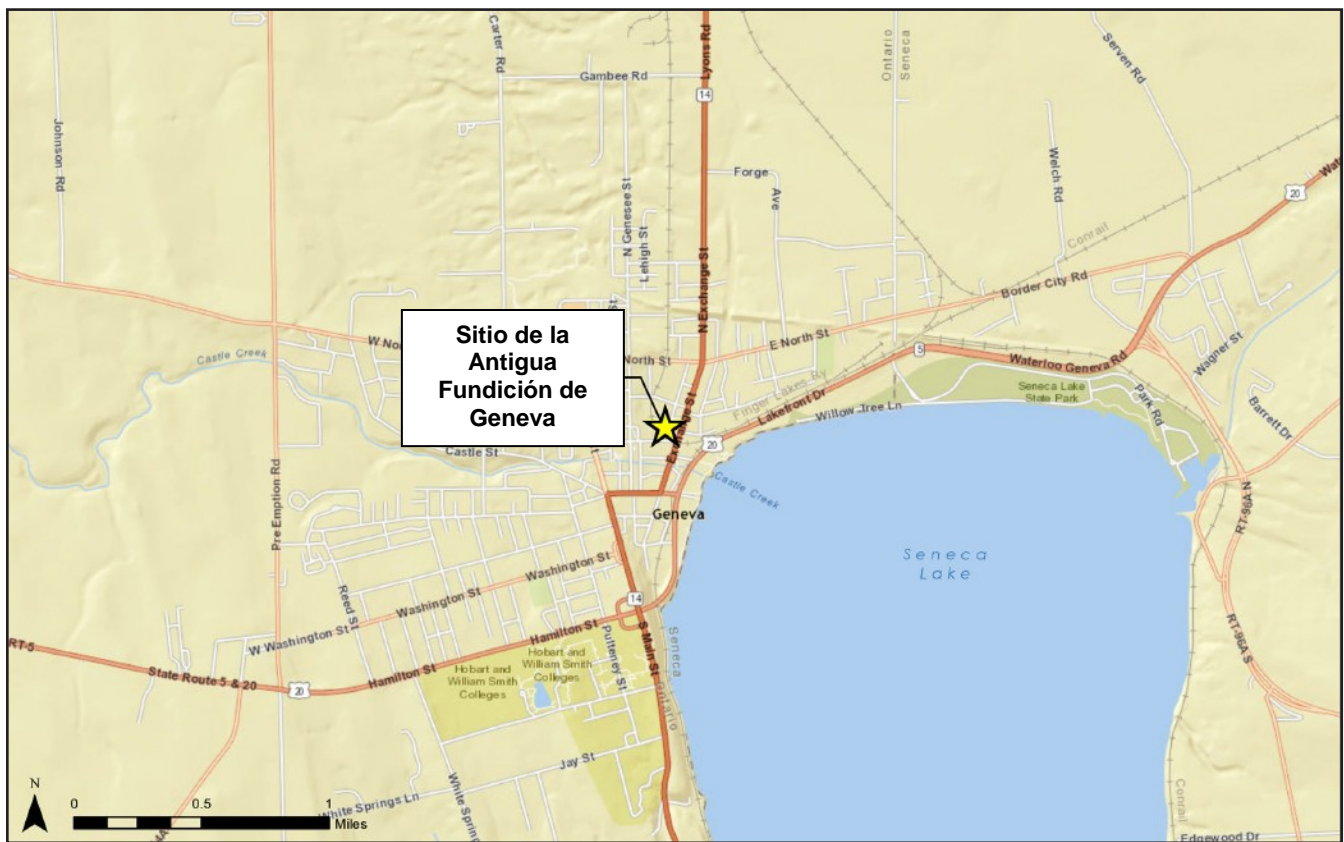 Carter Rd
Gambee Rd
Lyons Rd
14
Ontario
Seneca
Serven Rd
Johnson Rd
N Genesee St
Lehigh St
Forge
Ave
Welch Rd
20
Conrail
N Exchange St
Border City Rd
Wagner St
Castle Creek
W No
Sitio de la
Antigua
Fundición de
Geneva
North St
E North St
5
Waterloo Geneva Rd
Finger Lakes Ry
Lakefront Dr
Willow Tree Ln
Seneca Lake
State Park
Park Rd
Barrett Dr
Exchange St
20
Castle St
Castle Creek
Pre Emption Rd
Geneva
RT-96A N
Seneca
Lake
Washington St
Washington St
Reed St
W Washington St
14
Hamilton St
S Main St
Pulteney St
Seneca
Ontario
RT-5
State Route 5 & 20
20
Hamilton St
Hobart and
William Smith
Colleges
Hobart and
William Smith
Colleges
RT-96A S
Jay St
White Springs Ln
White Spring
Conrail
Edgewood Dr
N
0 0.5 1
Miles